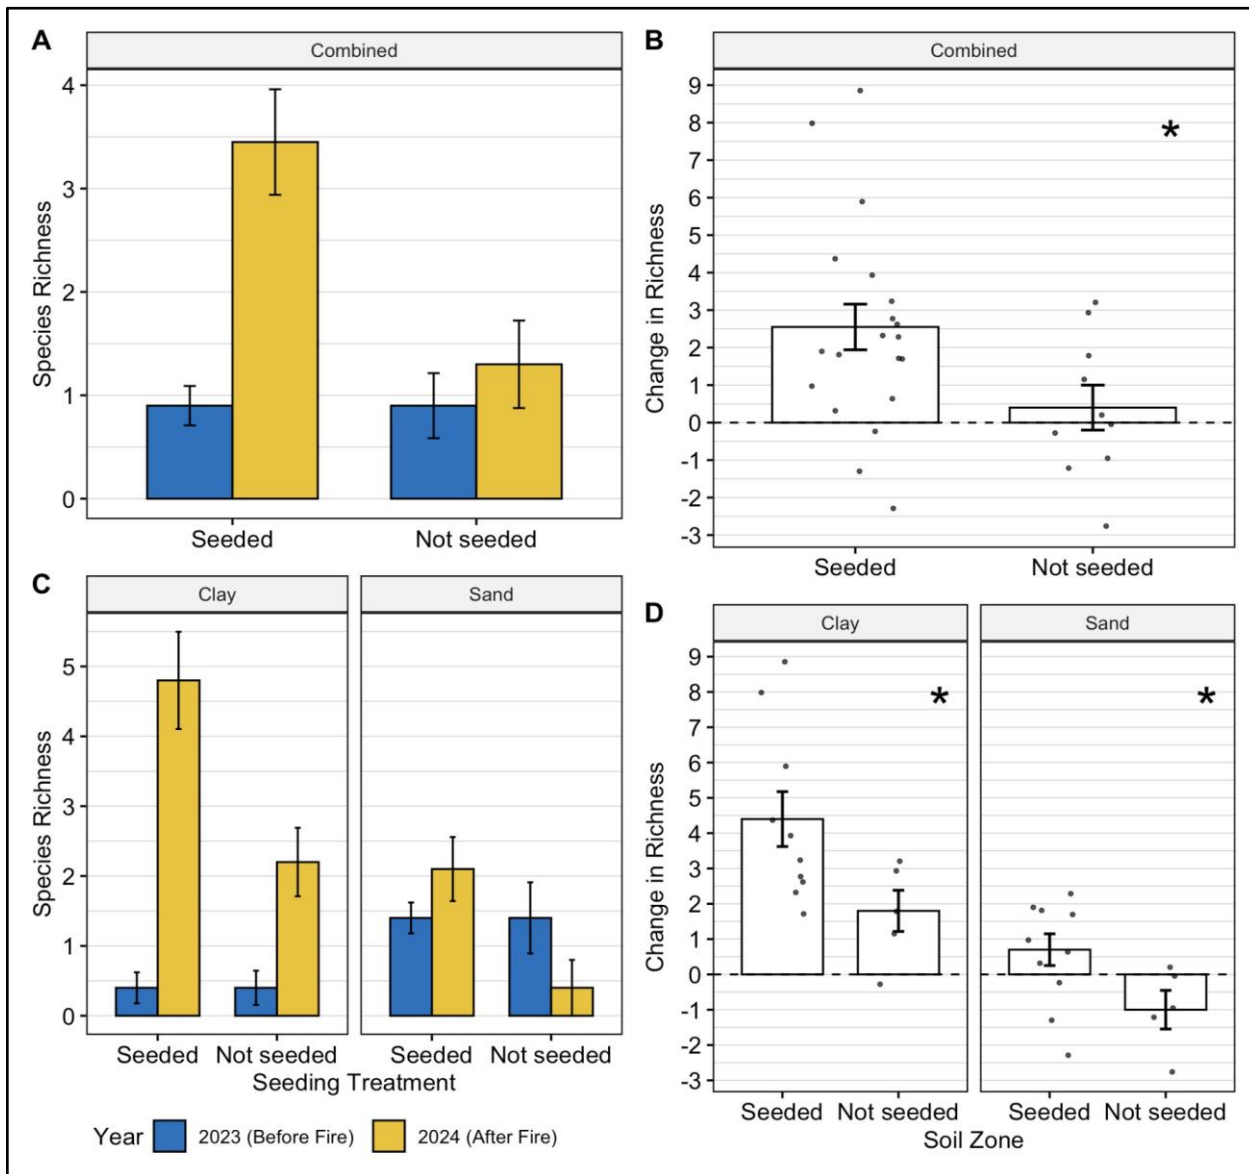 A
Combined
Species Richness
4
3
2
1
0
Seeded Not seeded
B
Combined
*
Change in Richness
9
8
7
6
5
4
3
2
1
0
-1
-2
-3
Seeded Not seeded
C
Clay Sand
Species Richness
5
4
3
2
1
0
Seeded Not seeded Seeded Not seeded
Seeding Treatment
Year 2023 (Before Fire) 2024 (After Fire)
D
Clay Sand
* *
Change in Richness
9
8
7
6
5
4
3
2
1
0
-1
-2
-3
Seeded Not seeded Seeded Not seeded
Soil Zone